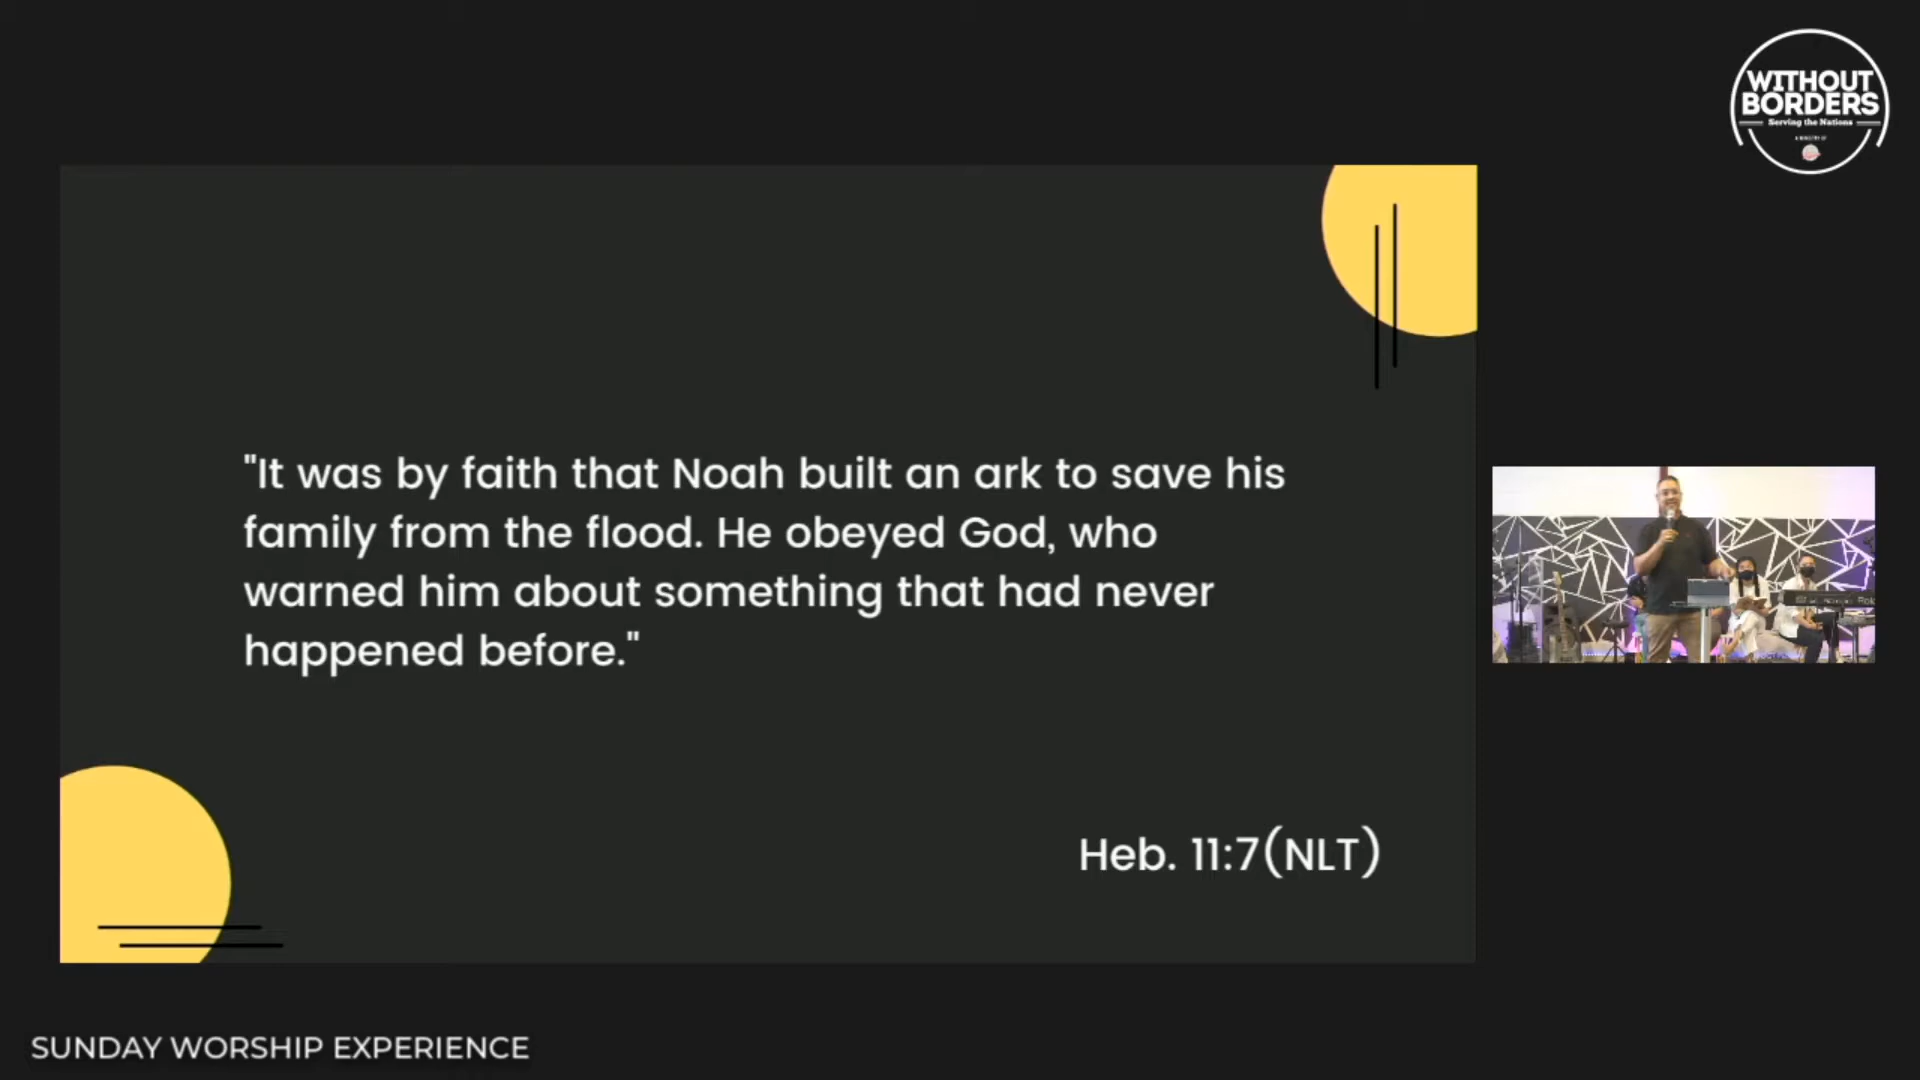 WITHOUT
BORDERS
Serving the Nations
A MINISTRY OF
"It was by faith that Noah built an ark to save his
family from the flood. He obeyed God, who
warned him about something that had never
happened before."
Heb. 11:7(NLT)
SUNDAY WORSHIP EXPERIENCE